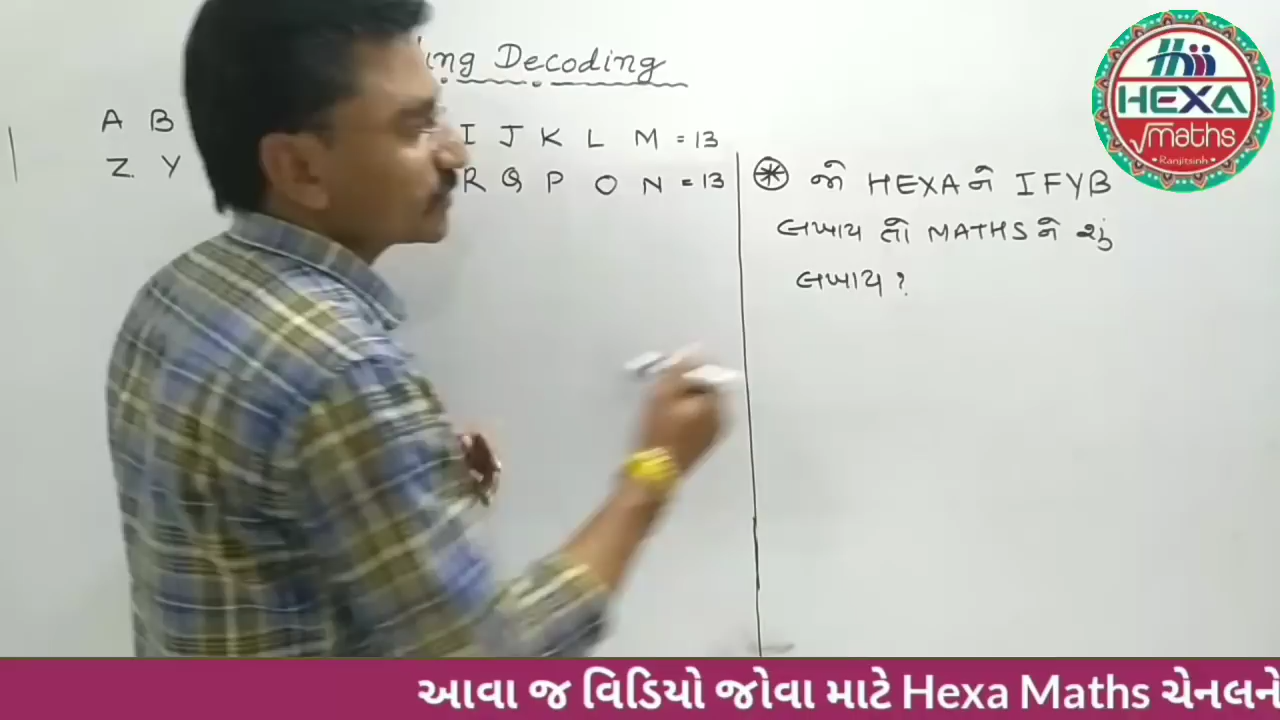 ing Decoding
A B I J K L M = 13
Z Y R Q P O N = 13
જો HEXA ને IFYB
લખાય તો MATHS ને શું
લખાય ?
HEXA
√maths
Ranjitsinh
આવા જ વિડિયો જોવા માટે Hexa Maths ચેનલને